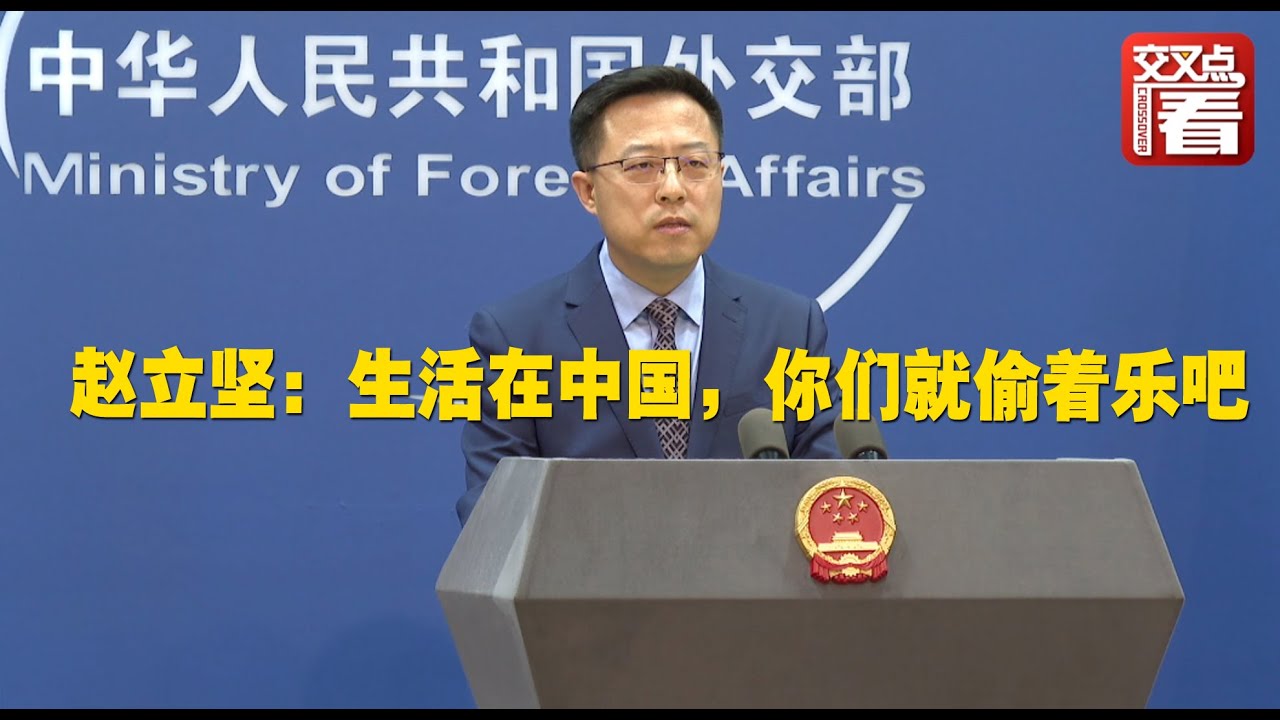 中华人民共和国外交部
Ministry of Fore Affairs
交叉点
看
CROSSOVER
赵立坚：生活在中国，你们就偷着乐吧